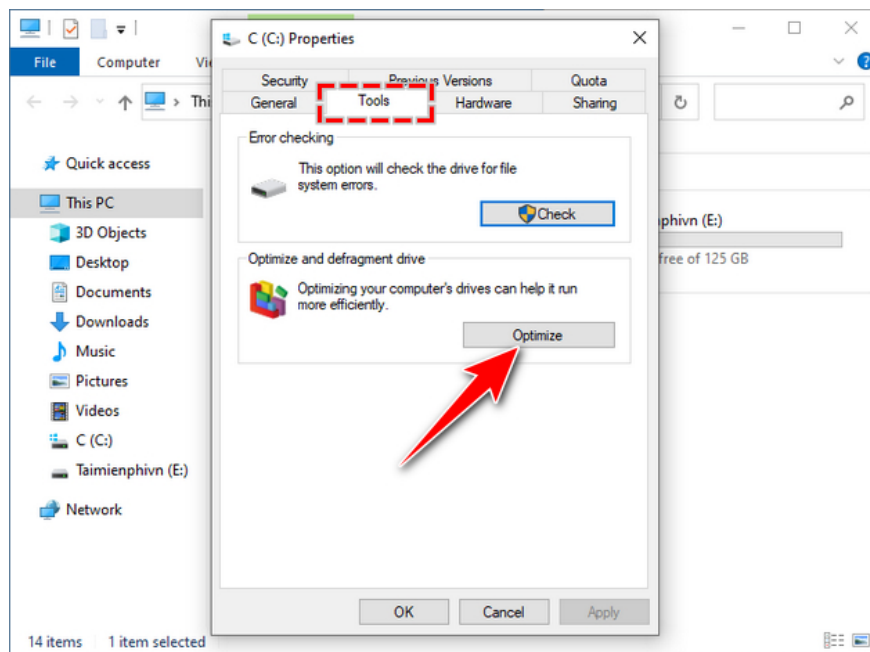 C (C:) Properties
File
Computer
Security
Previous Versions
Quota
General
Tools
Hardware
Sharing
Error checking
This option will check the drive for file
system errors.
Check
Optimize and defragment drive
Optimizing your computer's drives can help it run
more efficiently.
Optimize
OK
Cancel
Apply
Quick access
This PC
3D Objects
Desktop
Documents
Downloads
Music
Pictures
Videos
C (C:)
Taimienphivn (E:)
Network
(E:)
free of 125 GB
14 items
1 item selected